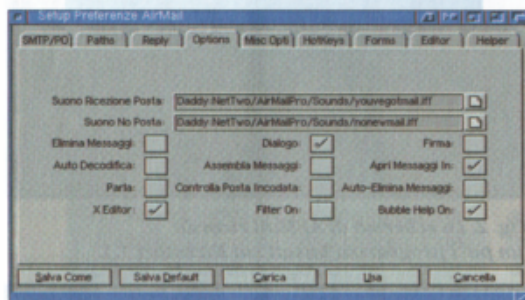 Setup Preferenze AirMail
SMTP/PO Paths Reply Options Misc Opti HotKeys Forms Editor Helper
Suono Ricezione Posta: Daddy:NetTwo/AirMailPro/Sounds/youvegotmail.iff
Suono No Posta: Daddy:NetTwo/AirMailPro/Sounds/nonewmail.iff
Elimina Messaggi: Dialogo: Firma:
Auto Decodifica: Assembla Messaggi: Apri Messaggi In:
Parla: Controlla Posta Incodata: Auto-Elimina Messaggi:
X Editor: Filter On: Bubble Help On:
Salva Come Salva Default Carica Usa Cancella